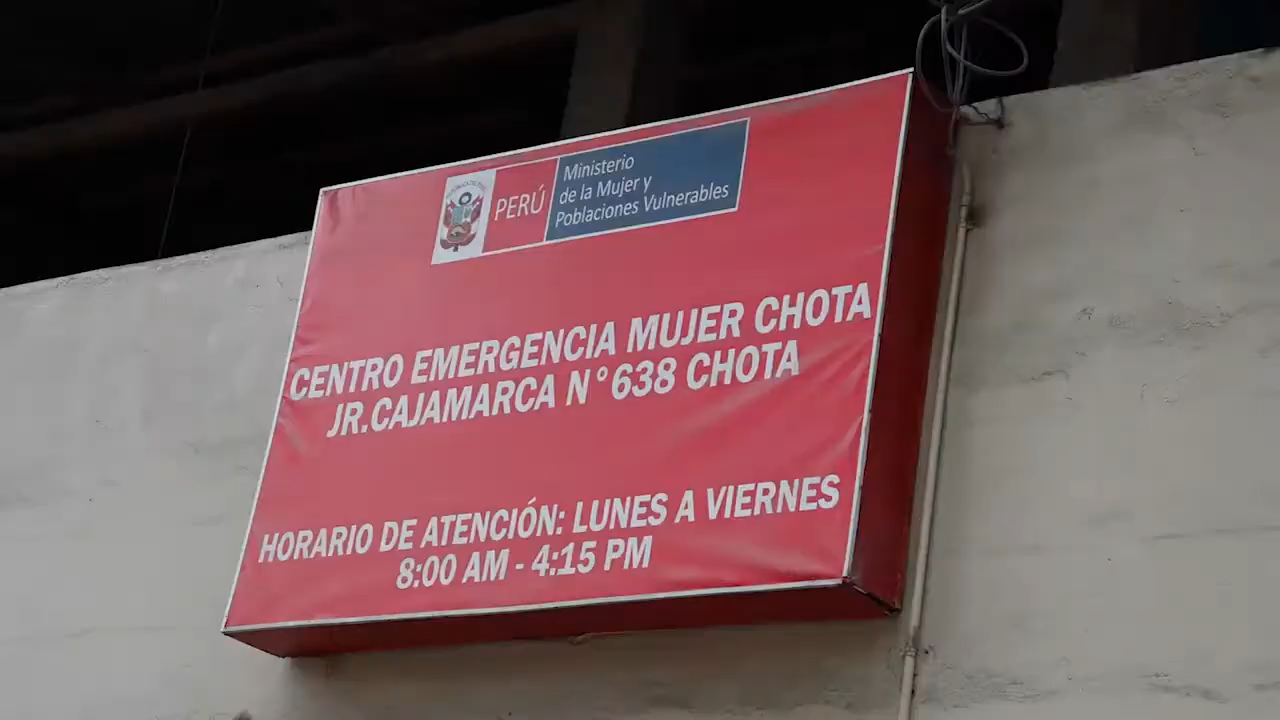 PERÚ
Ministerio
de la Mujer y
Poblaciones Vulnerables
CENTRO EMERGENCIA MUJER CHOTA
JR.CAJAMARCA N°638 CHOTA
HORARIO DE ATENCIÓN: LUNES A VIERNES
8:00 AM - 4:15 PM